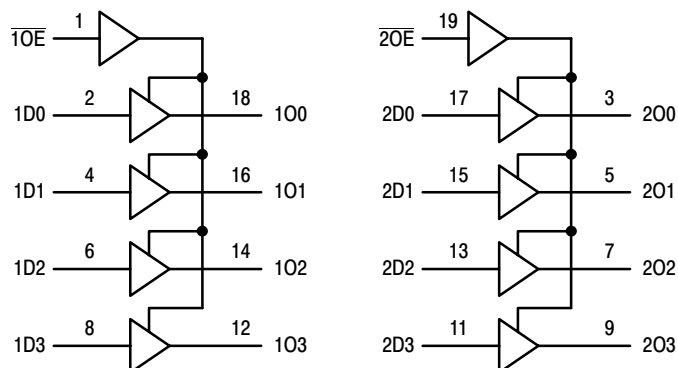 1OE 1
1D0 2 18 1O0
1D1 4 16 1O1
1D2 6 14 1O2
1D3 8 12 1O3
2OE 19
2D0 17 3 2O0
2D1 15 5 2O1
2D2 13 7 2O2
2D3 11 9 2O3